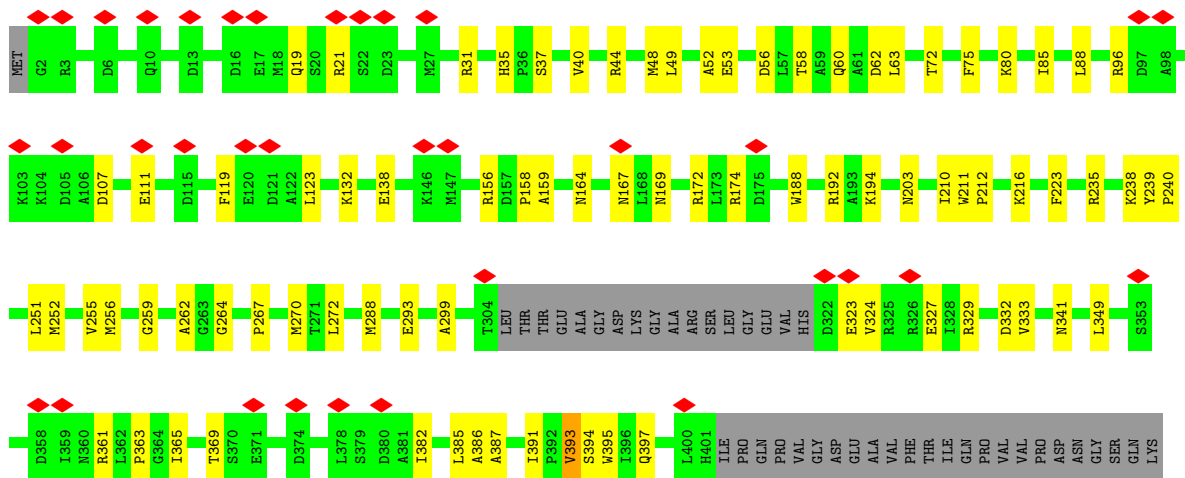 MET G2 R3 D6 Q10 D13 D16 E17 M18 Q19 S20 R21 S22 D23 M27 R31 H35 P36 S37 V40 R44 M48 L49 A52 E53 D56 L57 T58 A59 Q60 A61 D62 L63 T72 F75 K80 I85 L88 R96 D97 A98
K103 K104 D105 A106 D107 E111 D115 F119 E120 D121 A122 L123 K132 E138 K146 M147 R156 D157 P158 A159 N164 N167 L168 N169 R172 L173 R174 D175 W188 R192 A193 K194 N203 I210 W211 P212 K216 F223 R235 K238 Y239 P240
L251 M252 V255 M256 G259 A262 G263 G264 P267 M270 T271 L272 M288 E293 A299 T304 LEU THR THR GLU ALA GLY ASP LYS GLY ALA ARG SER LEU GLY GLU VAL HIS D322 E323 V324 R325 R326 E327 I328 R329 D332 V333 N341 L349 S353
D358 I359 N360 R361 L362 P363 G364 I365 T369 S370 E371 D374 L378 S379 D380 A381 I382 L385 A386 A387 I391 P392 V393 S394 W395 I396 Q397 L400 H401 ILE PRO GLN PRO VAL GLY ASP GLU ALA VAL PHE THR ILE GLN PRO VAL VAL PRO ASP ASN GLY SER GLN LYS